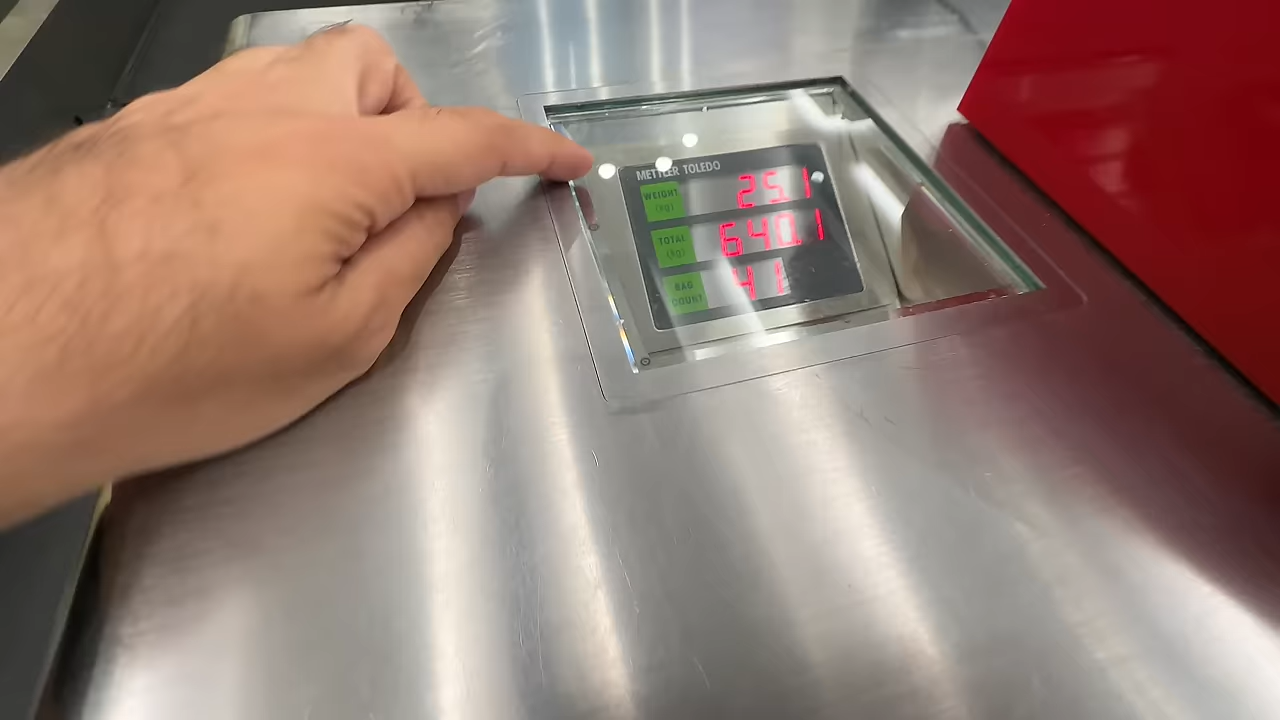 METTLER TOLEDO
WEIGHT
(kg)
25.1
TOTAL
(kg)
640.1
BAG
COUNT
41